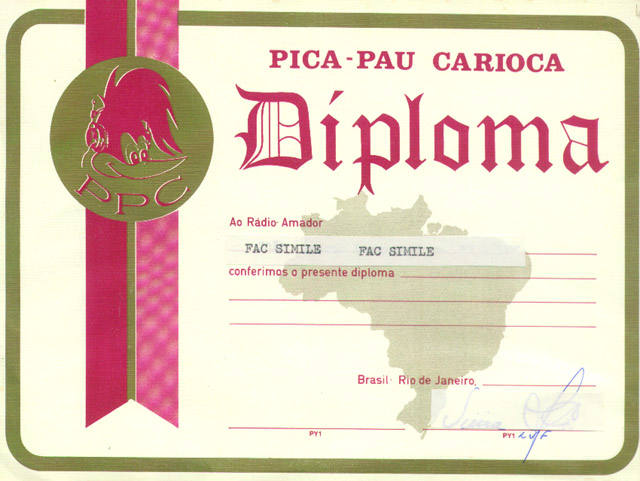 PICA-PAU CARIOCA
Diploma
PPC
Ao Rádio-Amador
FAC SIMILE FAC SIMILE
conferimos o presente diploma
Brasil- Rio de Janeiro,
Vieira
PY1
PY1